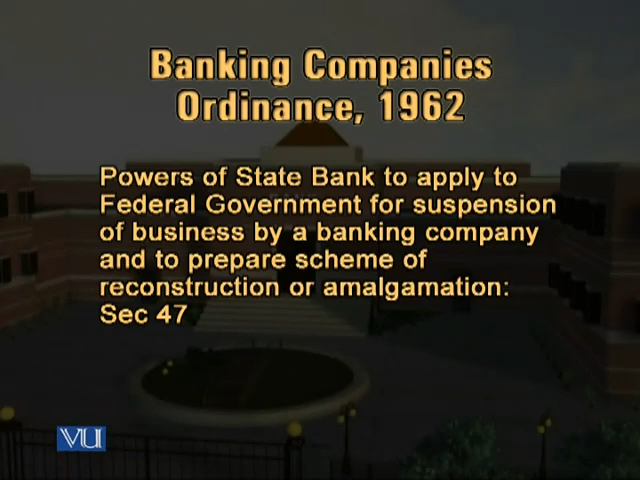 Banking Companies
Ordinance, 1962
Powers of State Bank to apply to
Federal Government for suspension
of business by a banking company
and to prepare scheme of
reconstruction or amalgamation:
Sec 47
VU